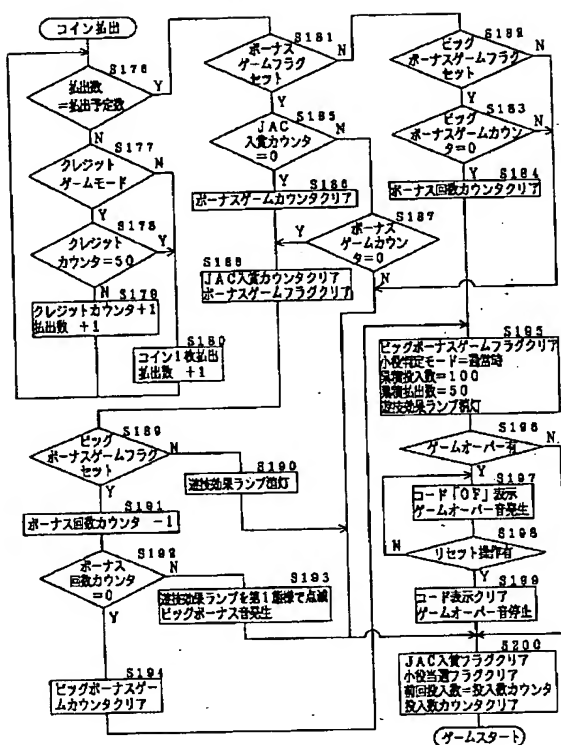 コイン払出
S176
払出数
=払出予定数
Y
N
S177
クレジット
ゲームモード
N
Y
S178
クレジット
カウンタ=50
Y
N
S179
クレジットカウンタ+1
払出数 +1
S180
コイン1枚払出
払出数 +1
S181
ボーナス
ゲームフラグ
セット
N
Y
S185
JAC
入賞カウンタ
=0
N
Y
S186
ボーナスゲームカウンタクリア
S187
ボーナス
ゲームカウン
タ=0
Y
N
S188
JAC入賞カウンタクリア
ボーナスゲームフラグクリア
S182
ビッグ
ボーナスゲームフラグ
セット
N
Y
S183
ビッグ
ボーナスゲームカウン
タ=0
N
Y
S184
ボーナス回数カウンタクリア
S189
ビッグ
ボーナスゲームフラグ
セット
N
Y
S190
遊技効果ランプ消灯
S191
ボーナス回数カウンタ -1
S192
ボーナス
回数カウンタ
=0
N
Y
S193
遊技効果ランプを第1態様で点滅
ビッグボーナス音発生
S194
ビッグボーナスゲー
ムカウンタクリア
S195
ビッグボーナスゲームフラグクリア
小役判定モード=通常時
累積投入数=100
累積払出数=50
遊技効果ランプ消灯
S196
ゲームオーバー有
N
Y
S197
コード「OF」表示
ゲームオーバー音発生
S198
リセット操作有
N
Y
S199
コード表示クリア
ゲームオーバー音停止
S200
JAC入賞フラグクリア
小役当選フラグクリア
前回投入数=投入数カウンタ
投入数カウンタクリア
ゲームスタート